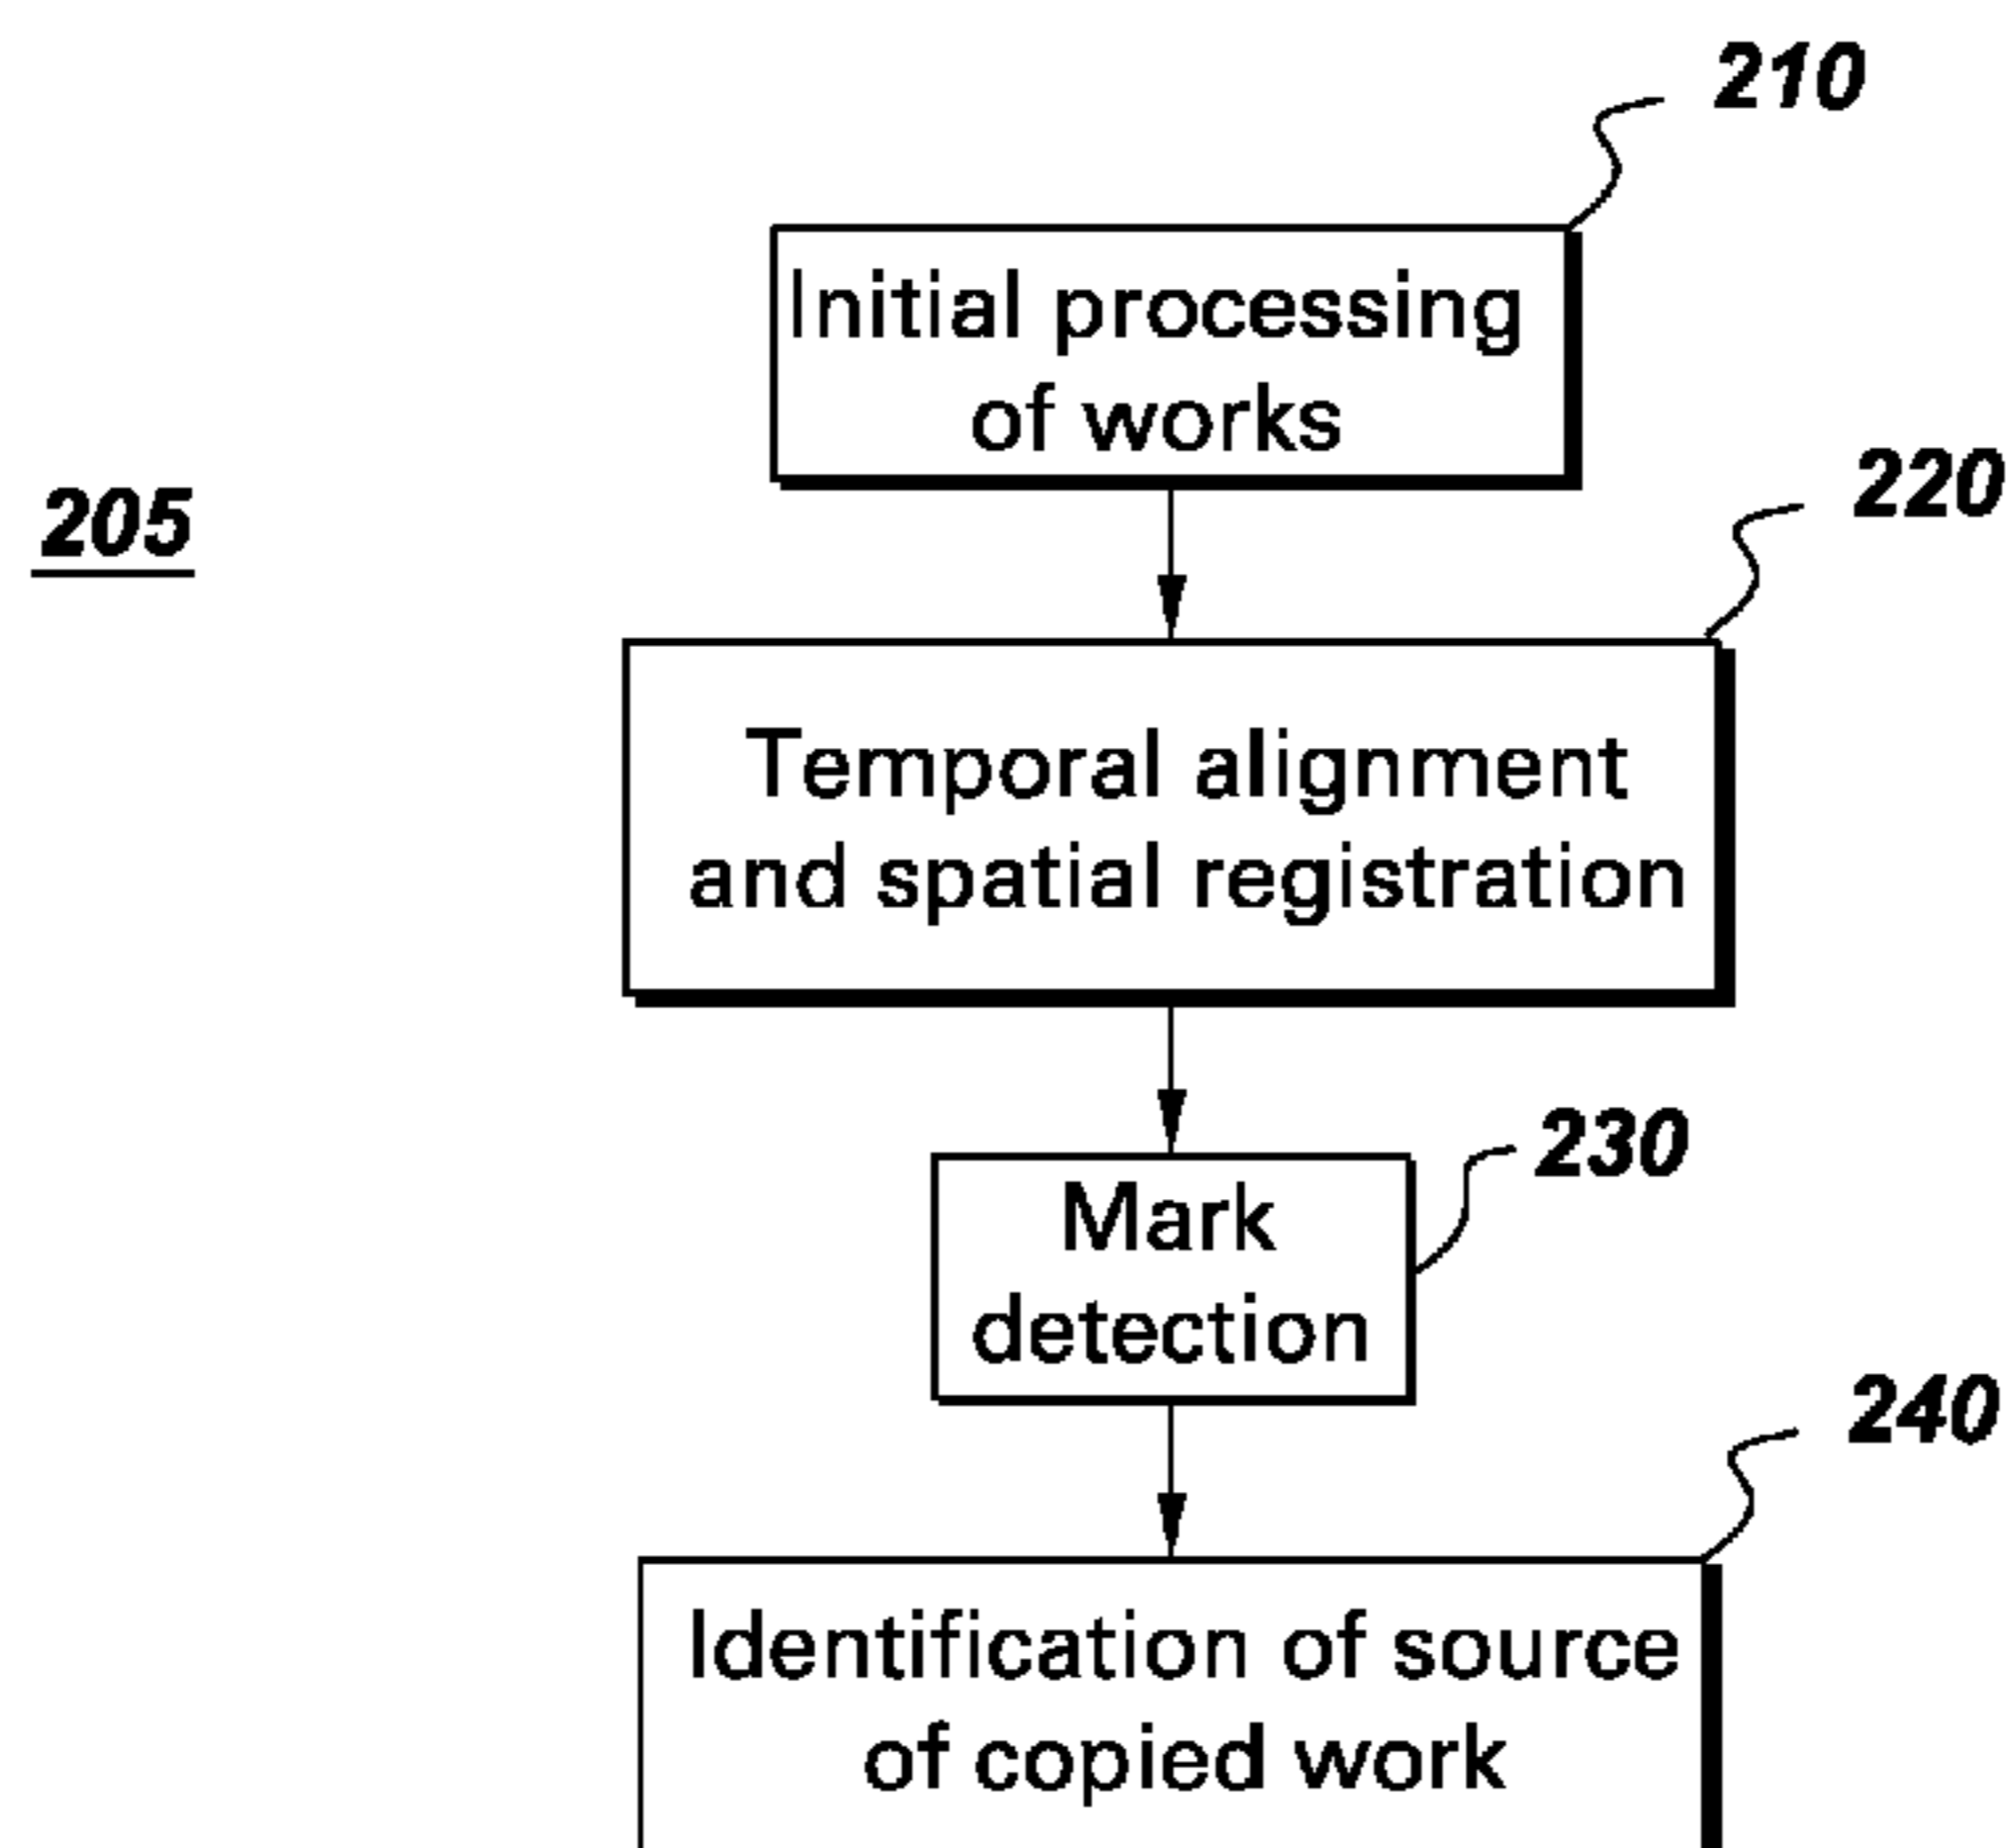 210
Initial processing
of works
205
220
Temporal alignment
and spatial registration
230
Mark
detection
240
Identification of source
of copied work